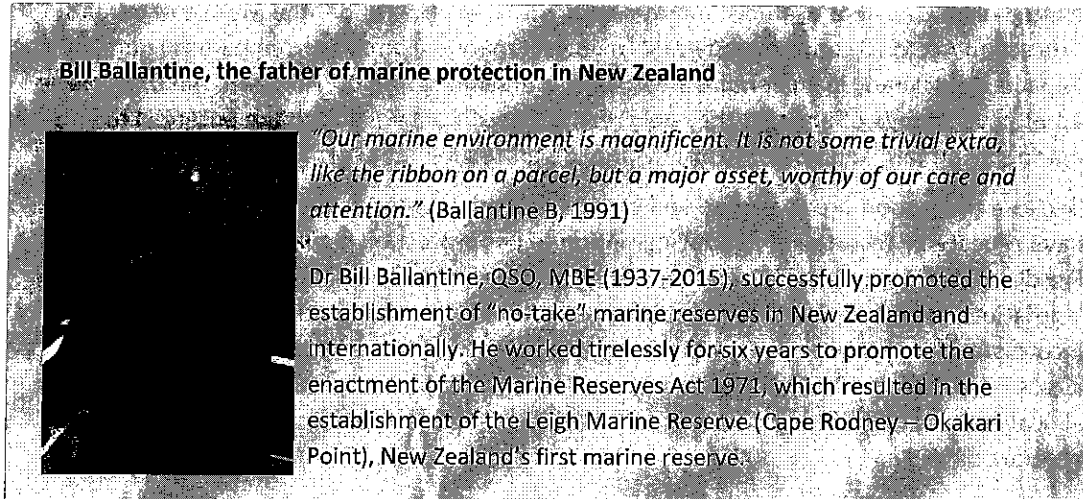 Bill Ballantine, the father of marine protection in New Zealand
"Our marine environment is magnificent. It is not some trivial extra,
like the ribbon on a parcel, but a major asset, worthy of our care and
attention." (Ballantine B, 1991)
Dr Bill Ballantine, QSO, MBE (1937-2015), successfully promoted the
establishment of "no-take" marine reserves in New Zealand and
internationally. He worked tirelessly for six years to promote the
enactment of the Marine Reserves Act 1971, which resulted in the
establishment of the Leigh Marine Reserve (Cape Rodney – Okakari
Point), New Zealand's first marine reserve.